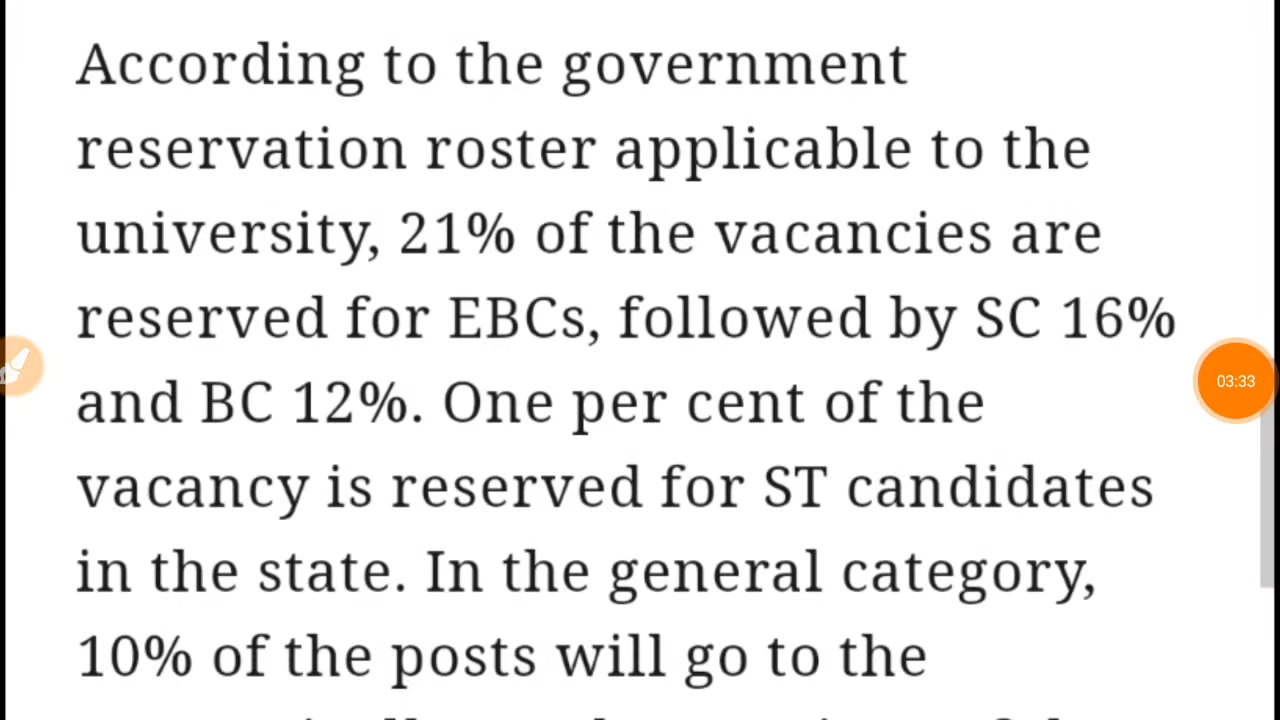 According to the government
reservation roster applicable to the
university, 21% of the vacancies are
reserved for EBCs, followed by SC 16%
and BC 12%. One per cent of the
vacancy is reserved for ST candidates
in the state. In the general category,
10% of the posts will go to the
03:33